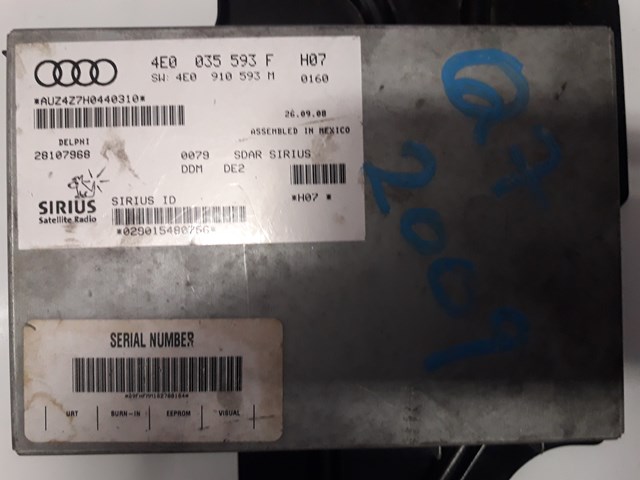 4E0 035 593 F H07
SW: 4E0 910 593 M 0160
*AUZ4Z7H0440310*
26.09.08
ASSEMBLED IN MEXICO
DELPHI
28107968
0079 SDAR SIRIUS
DDM DE2
SIRIUS
Satellite Radio
SIRIUS ID
*H07 *
*029015480766*
SERIAL NUMBER
URT BURN-IN EEPROM VISUAL
Q7
2009